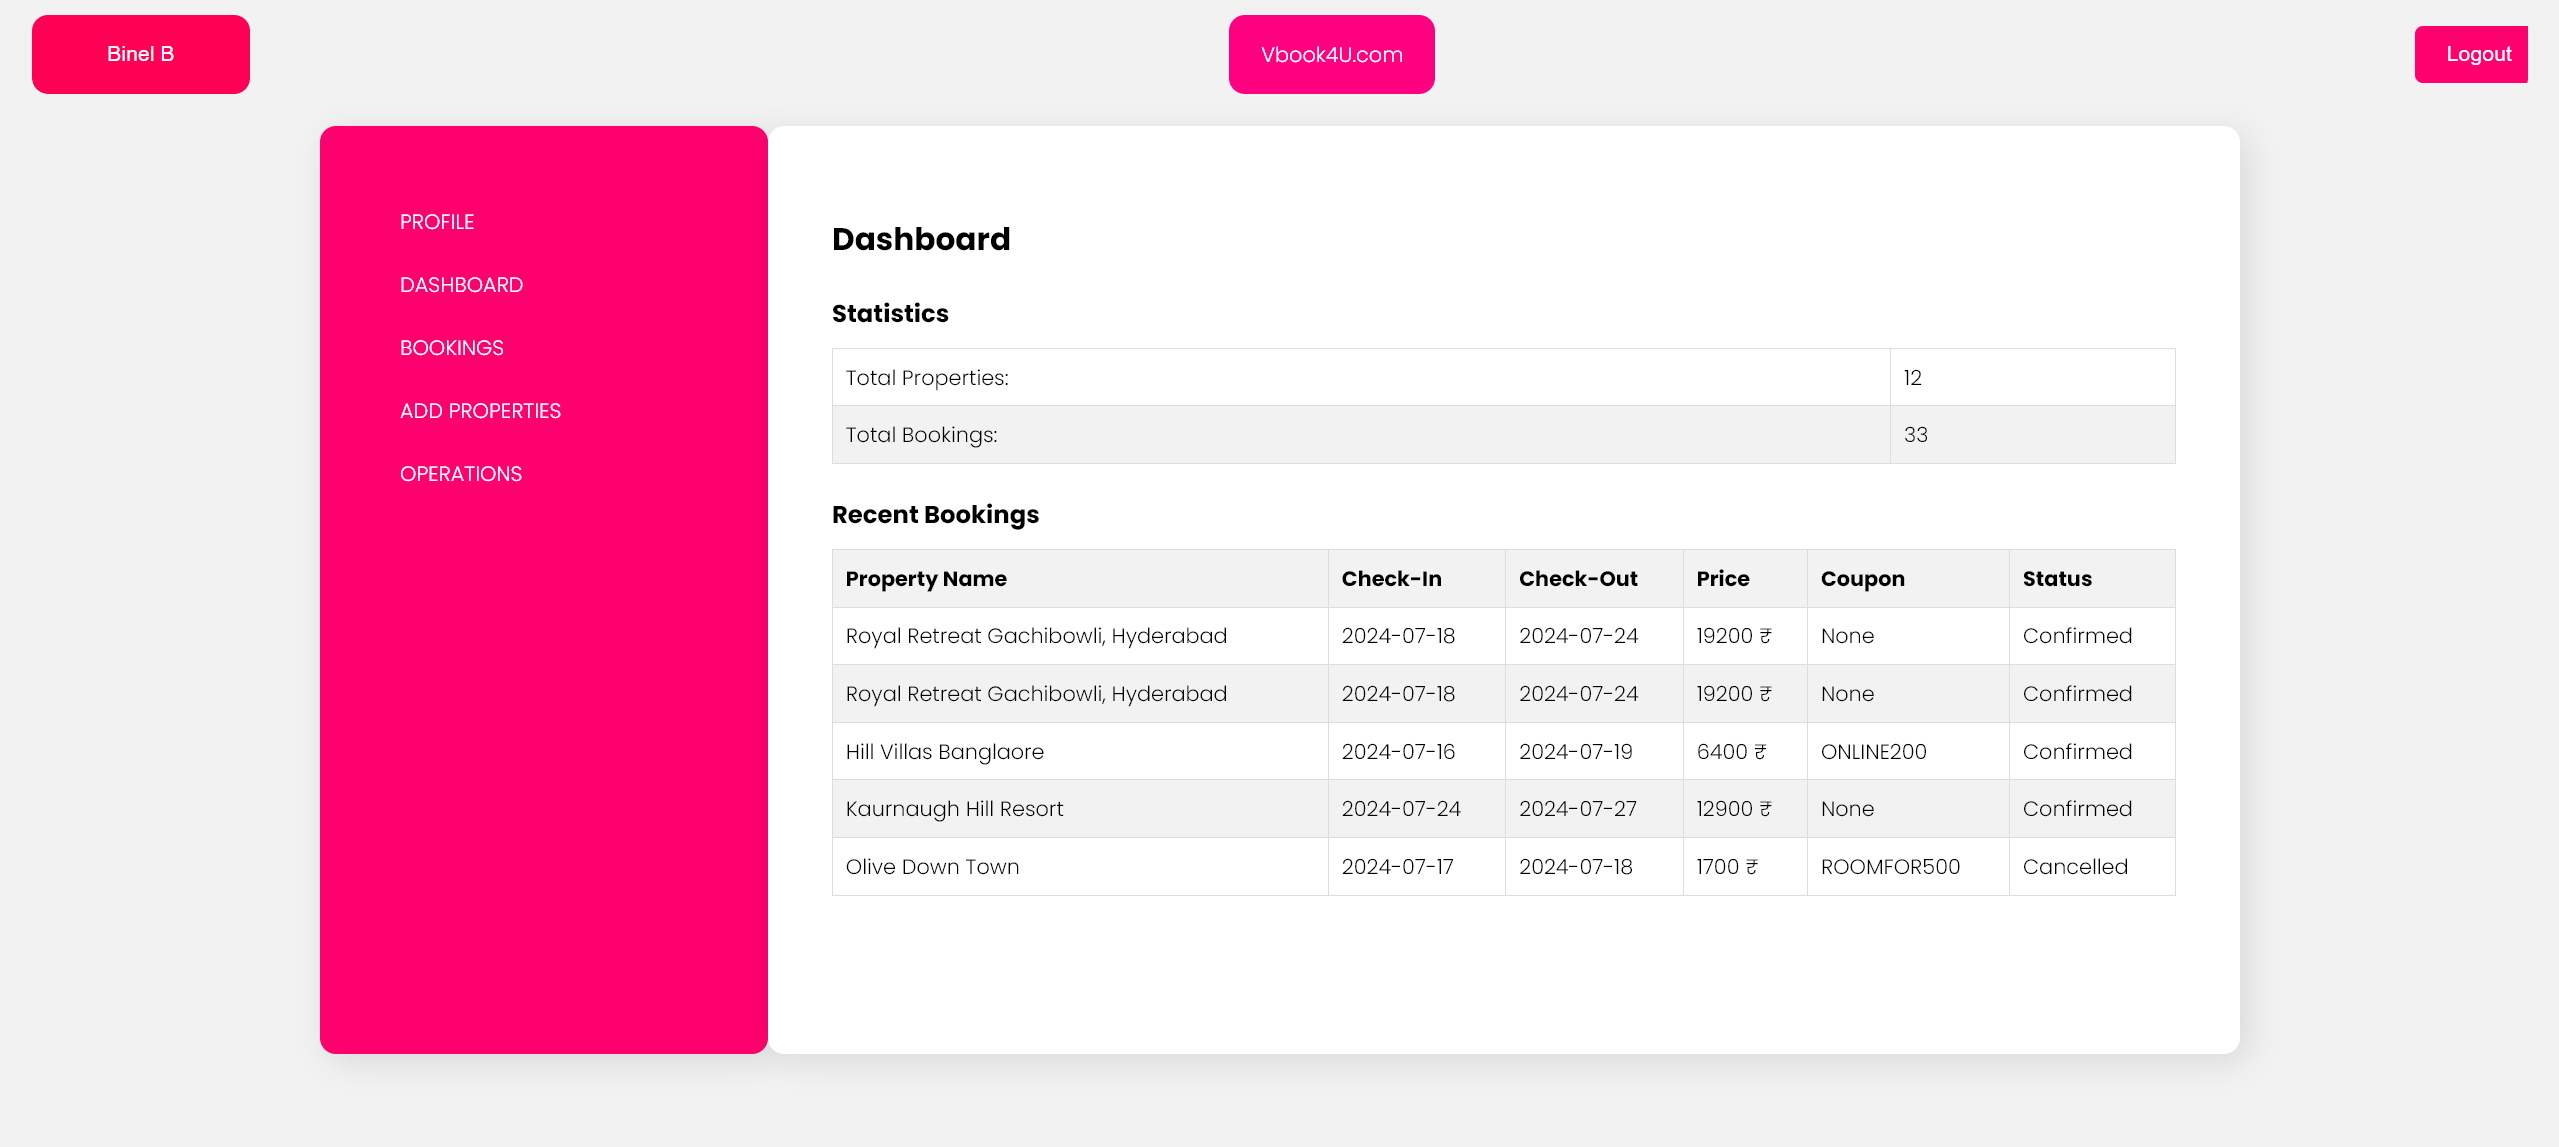 Binel B
Vbook4U.com
Logout
PROFILE
DASHBOARD
BOOKINGS
ADD PROPERTIES
OPERATIONS
Dashboard
Statistics
Total Properties: 12
Total Bookings: 33
Recent Bookings
Property Name Check-In Check-Out Price Coupon Status
Royal Retreat Gachibowli, Hyderabad 2024-07-18 2024-07-24 19200 ₹ None Confirmed
Royal Retreat Gachibowli, Hyderabad 2024-07-18 2024-07-24 19200 ₹ None Confirmed
Hill Villas Banglaore 2024-07-16 2024-07-19 6400 ₹ ONLINE200 Confirmed
Kaurnaugh Hill Resort 2024-07-24 2024-07-27 12900 ₹ None Confirmed
Olive Down Town 2024-07-17 2024-07-18 1700 ₹ ROOMFOR500 Cancelled